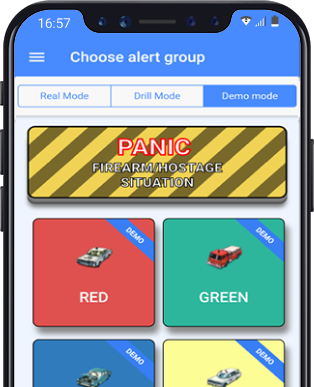 16:57
Choose alert group
Real Mode
Drill Mode
Demo mode
PANIC
FIREARM/HOSTAGE
SITUATION
DEMO
DEMO
RED
GREEN
DEMO
DEMO